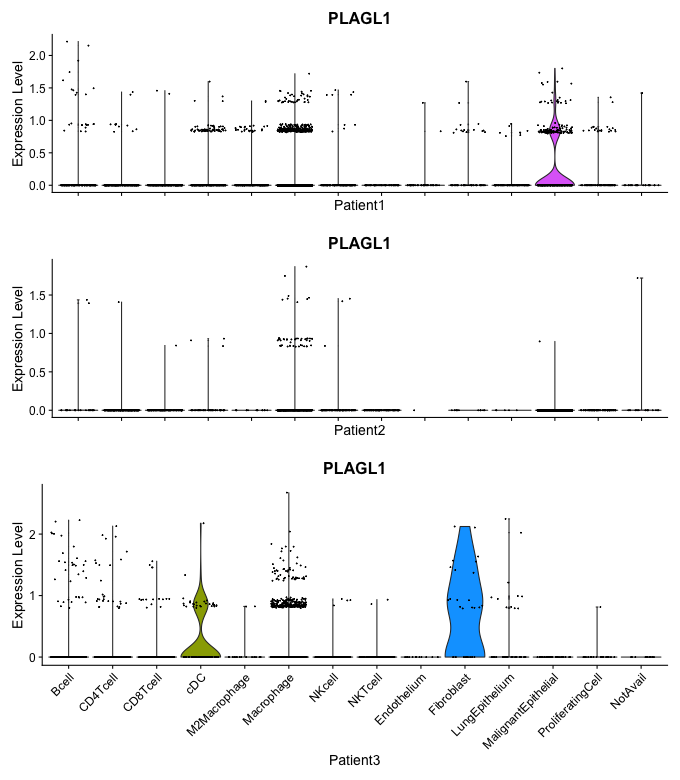 PLAGL1
Expression Level
2.0
1.5
1.0
0.5
0.0
Patient1
PLAGL1
Expression Level
1.5
1.0
0.5
0.0
Patient2
PLAGL1
Expression Level
2
1
0
Bcell
CD4Tcell
CD8Tcell
cDC
M2Macrophage
Macrophage
NKcell
NKTcell
Endothelium
Fibroblast
LungEpithelium
MalignantEpithelial
ProliferatingCell
NotAvail
Patient3